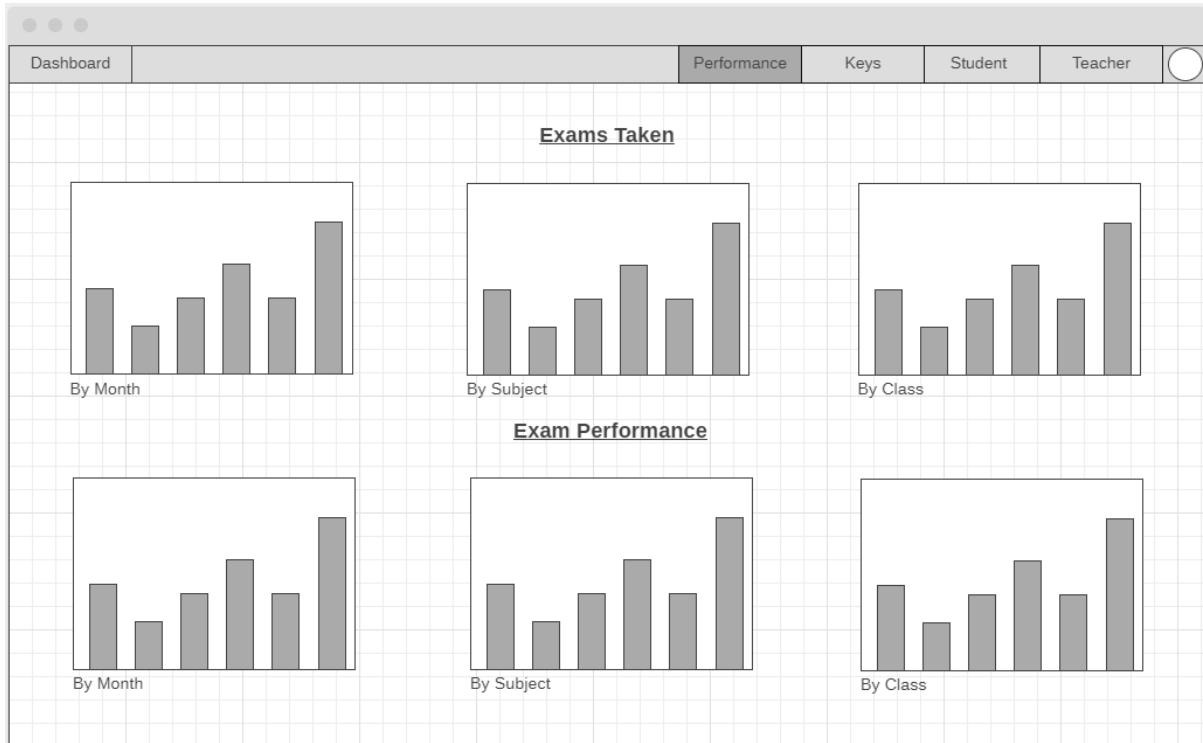 Dashboard Performance Keys Student Teacher
Exams Taken
By Month By Subject By Class
Exam Performance
By Month By Subject By Class